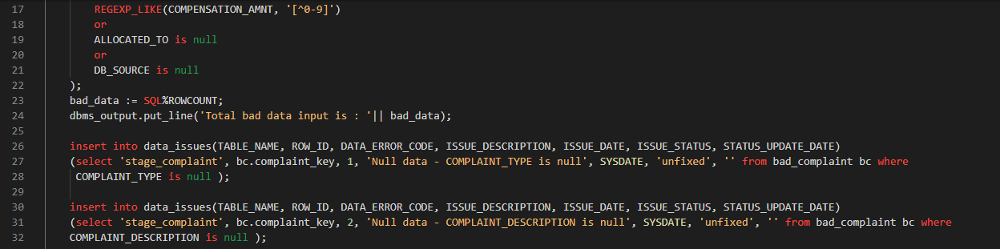 17 REGEXP_LIKE(COMPENSATION_AMNT, '[^0-9]')
18 or
19 ALLOCATED_TO is null
20 or
21 DB_SOURCE is null
22 );
23 bad_data := SQL%ROWCOUNT;
24 dbms_output.put_line('Total bad data input is : '|| bad_data);
25
26 insert into data_issues(TABLE_NAME, ROW_ID, DATA_ERROR_CODE, ISSUE_DESCRIPTION, ISSUE_DATE, ISSUE_STATUS, STATUS_UPDATE_DATE)
27 (select 'stage_complaint', bc.complaint_key, 1, 'Null data - COMPLAINT_TYPE is null', SYSDATE, 'unfixed', '' from bad_complaint bc where
28 COMPLAINT_TYPE is null );
29
30 insert into data_issues(TABLE_NAME, ROW_ID, DATA_ERROR_CODE, ISSUE_DESCRIPTION, ISSUE_DATE, ISSUE_STATUS, STATUS_UPDATE_DATE)
31 (select 'stage_complaint', bc.complaint_key, 2, 'Null data - COMPLAINT_DESCRIPTION is null', SYSDATE, 'unfixed', '' from bad_complaint bc where
32 COMPLAINT_DESCRIPTION is null );